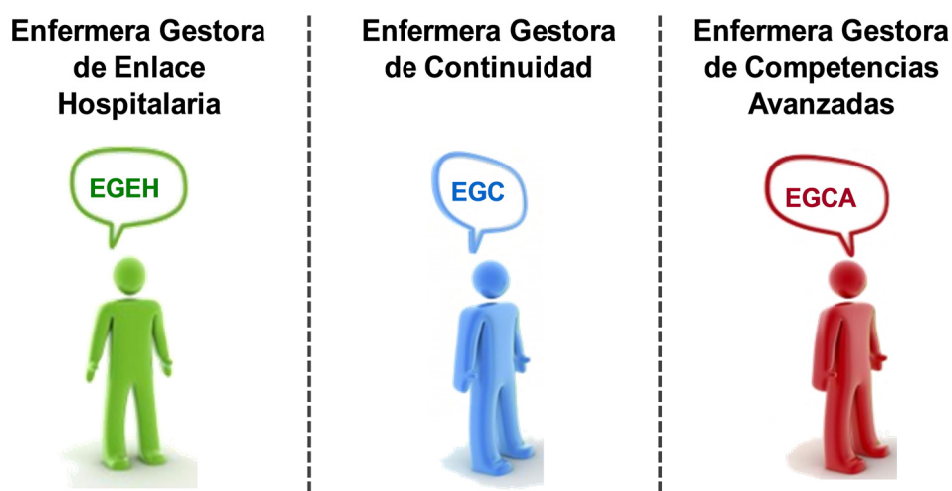 Enfermera Gestora
de Enlace
Hospitalaria
EGEH
Enfermera Gestora
de Continuidad
EGC
Enfermera Gestora
de Competencias
Avanzadas
EGCA